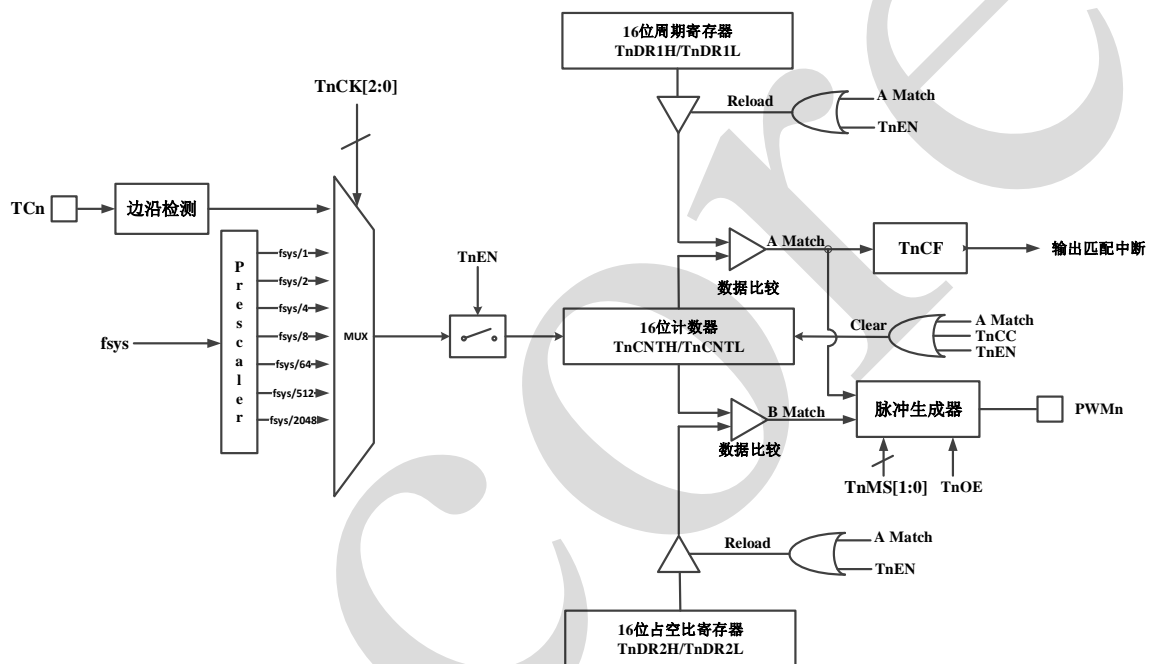 16位周期寄存器
TnDR1H/TnDR1L
TnCK[2:0]
Reload
A Match
TnEN
TCn
边沿检测
Prescaler
fsys/1
fsys/2
fsys/4
fsys/8
fsys/64
fsys/512
fsys/2048
fsys
MUX
TnEN
A Match
数据比较
TnCF
输出匹配中断
16位计数器
TnCNTH/TnCNTL
Clear
A Match
TnCC
TnEN
B Match
数据比较
脉冲生成器
PWMn
TnMS[1:0]
TnOE
Reload
A Match
TnEN
16位占空比寄存器
TnDR2H/TnDR2L
core